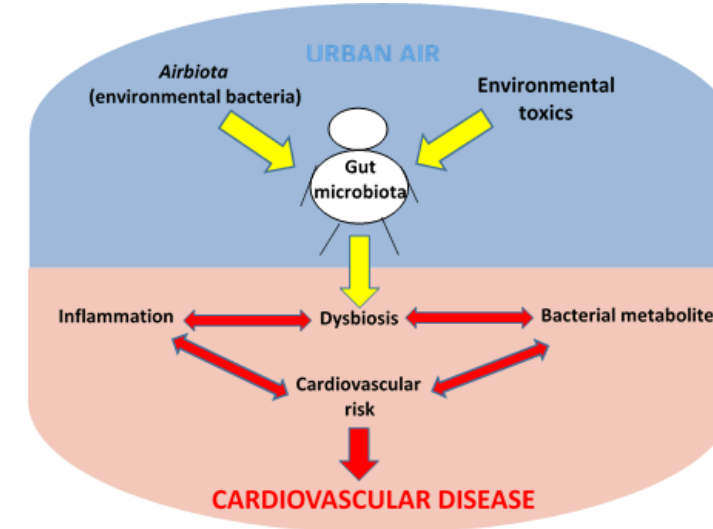 URBAN AIR
Airbiota
(environmental bacteria)
Environmental
toxics
Gut
microbiota
Inflammation
Dysbiosis
Bacterial metabolite
Cardiovascular
risk
CARDIOVASCULAR DISEASE